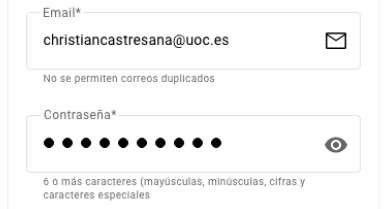 Email*
christiancastresana@uoc.es
No se permiten correos duplicados
Contraseña*
●●●●●●●●●●
6 o más caracteres (mayúsculas, minúsculas, cifras y
caracteres especiales